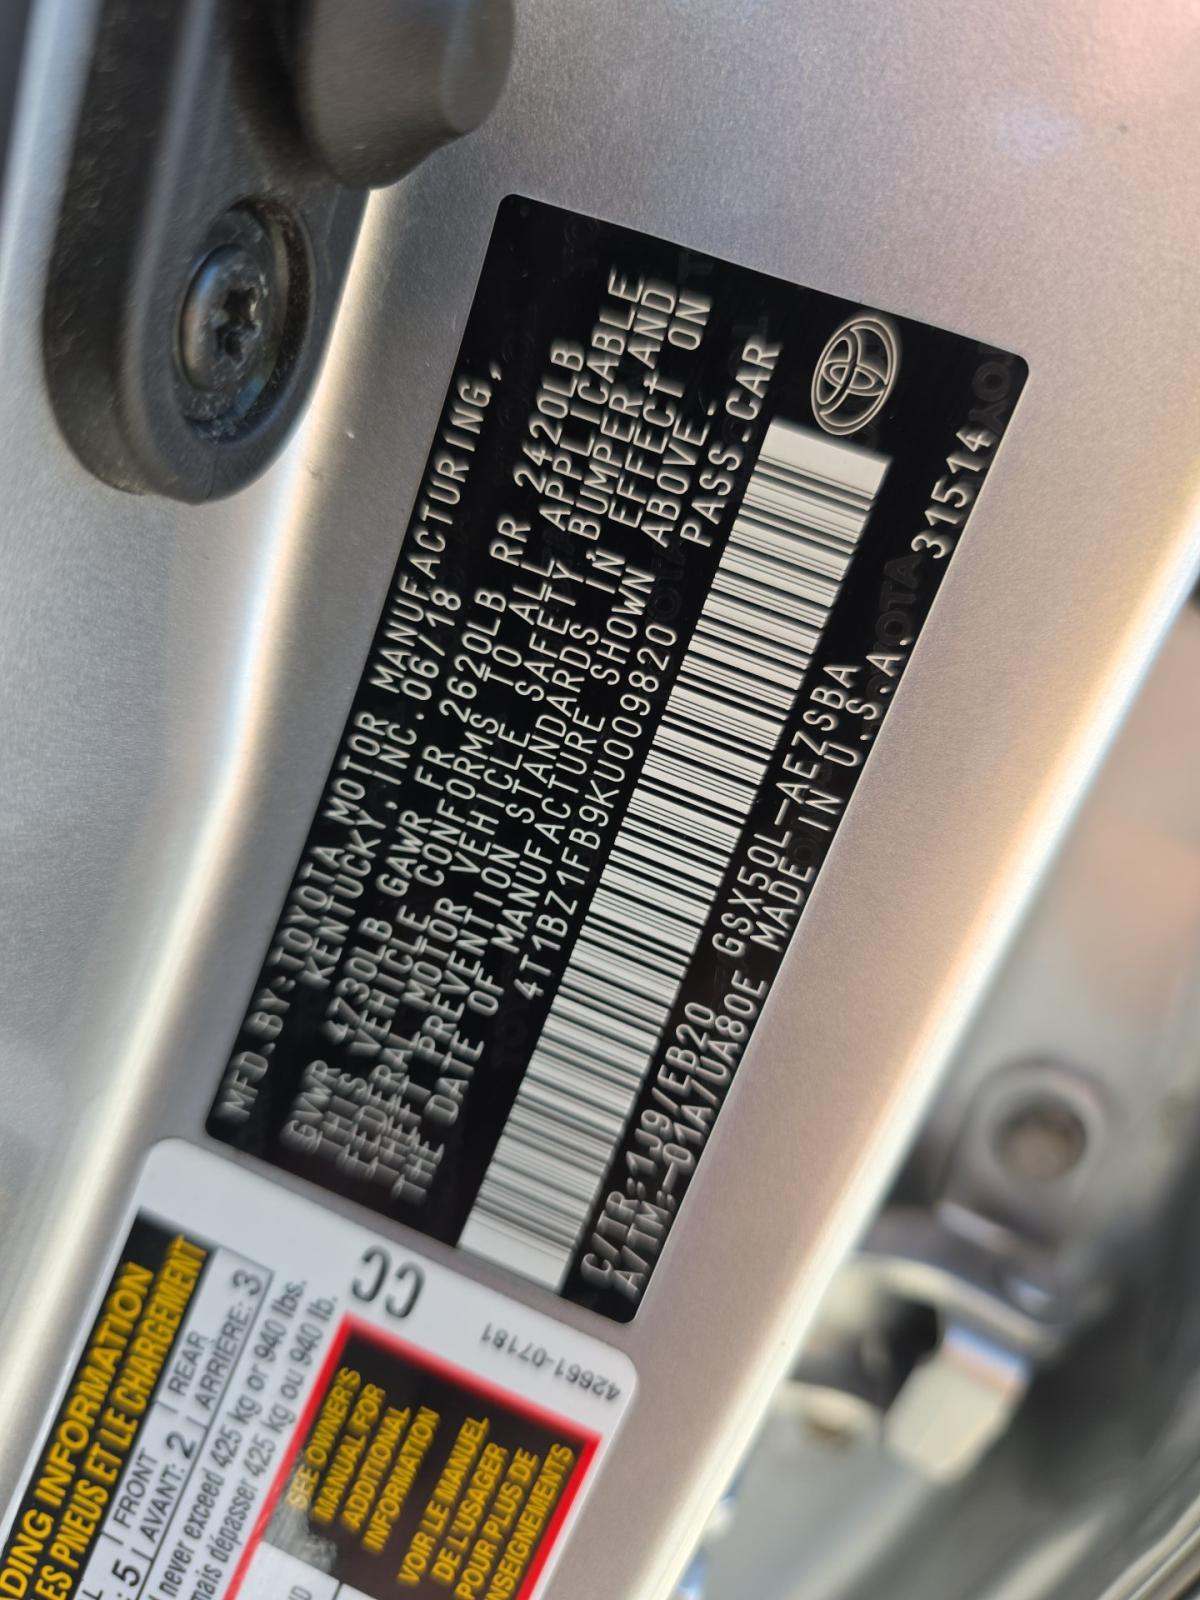 MFD.BY:TOYOTA MOTOR MANUFACTURING,
KENTUCKY,INC.06/18
GVWR 4730LB GAWR FR 2620LB RR 2420LB
THIS VEHICLE CONFORMS TO ALL APPLICABLE
FEDERAL MOTOR VEHICLE SAFETY,BUMPER,AND
THEFT PREVENTION STANDARDS IN EFFECT ON
THE DATE OF MANUFACTURE SHOWN ABOVE.
4T1BZ1FB9KU009820 PASS.CAR
C/TR:1J9/EB20 GSX50L-AEZSBA
A/TM:-01A/UA80E MADE IN U.S.A. 31514
CC
42661-07181
ADING INFORMATION
LES PNEUS ET LE CHARGEMENT
: 5 | FRONT AVANT: 2 | REAR ARRIÈRE: 3
never exceed 425 kg or 940 lbs.
mais dépasser 425 kg ou 940 lb.
SEE OWNER'S
MANUAL FOR
ADDITIONAL
INFORMATION
VOIR LE MANUEL
DE L'USAGER
POUR PLUS DE
NSEIGNEMENTS